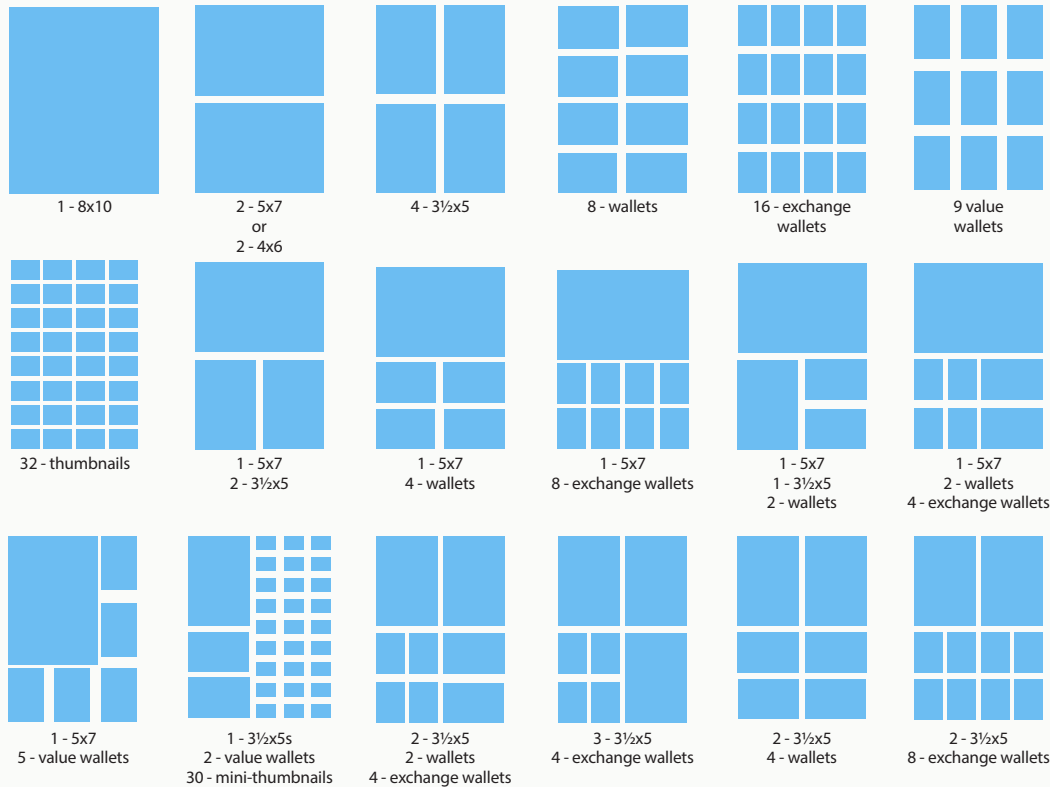 1 - 8x10
2 - 5x7
or
2 - 4x6
4 - 3½x5
8 - wallets
16 - exchange
wallets
9 value
wallets
32 - thumbnails
1 - 5x7
2 - 3½x5
1 - 5x7
4 - wallets
1 - 5x7
8 - exchange wallets
1 - 5x7
1 - 3½x5
2 - wallets
1 - 5x7
2 - wallets
4 - exchange wallets
1 - 5x7
5 - value wallets
1 - 3½x5s
2 - value wallets
30 - mini-thumbnails
2 - 3½x5
2 - wallets
4 - exchange wallets
3 - 3½x5
4 - exchange wallets
2 - 3½x5
4 - wallets
2 - 3½x5
8 - exchange wallets